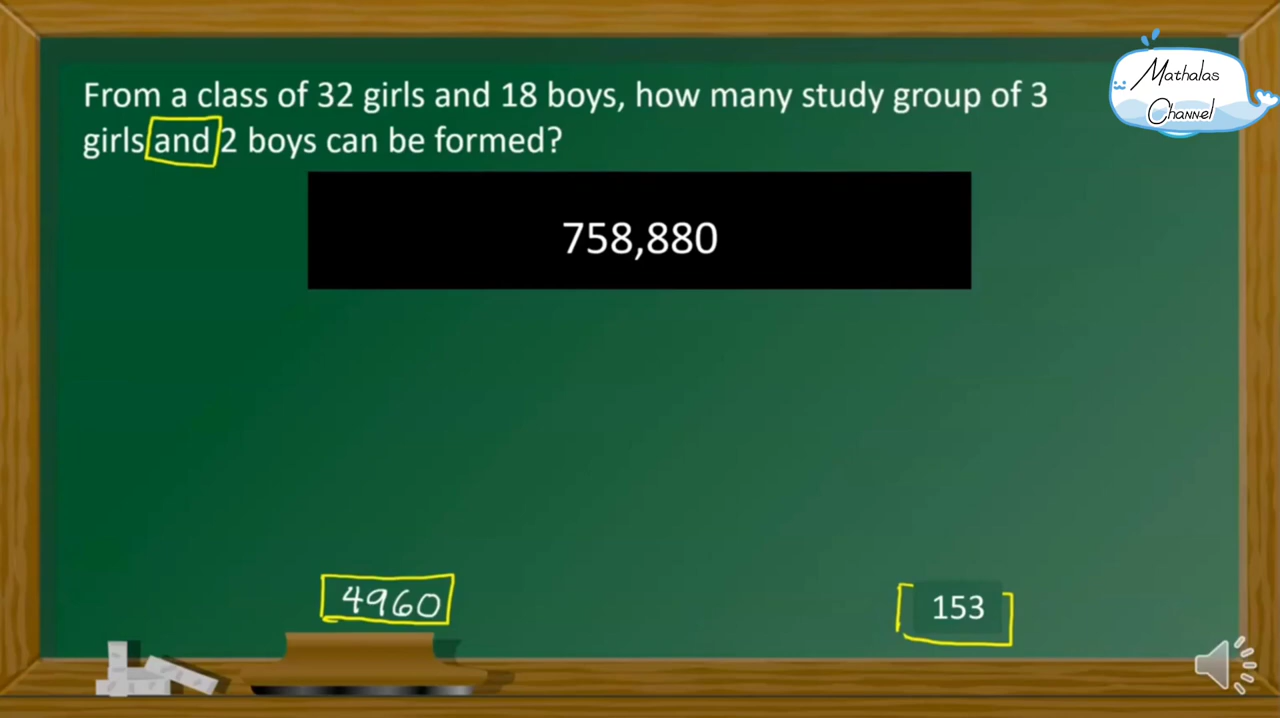 From a class of 32 girls and 18 boys, how many study group of 3
girls and 2 boys can be formed?
Mathalas
Channel
758,880
4960
153